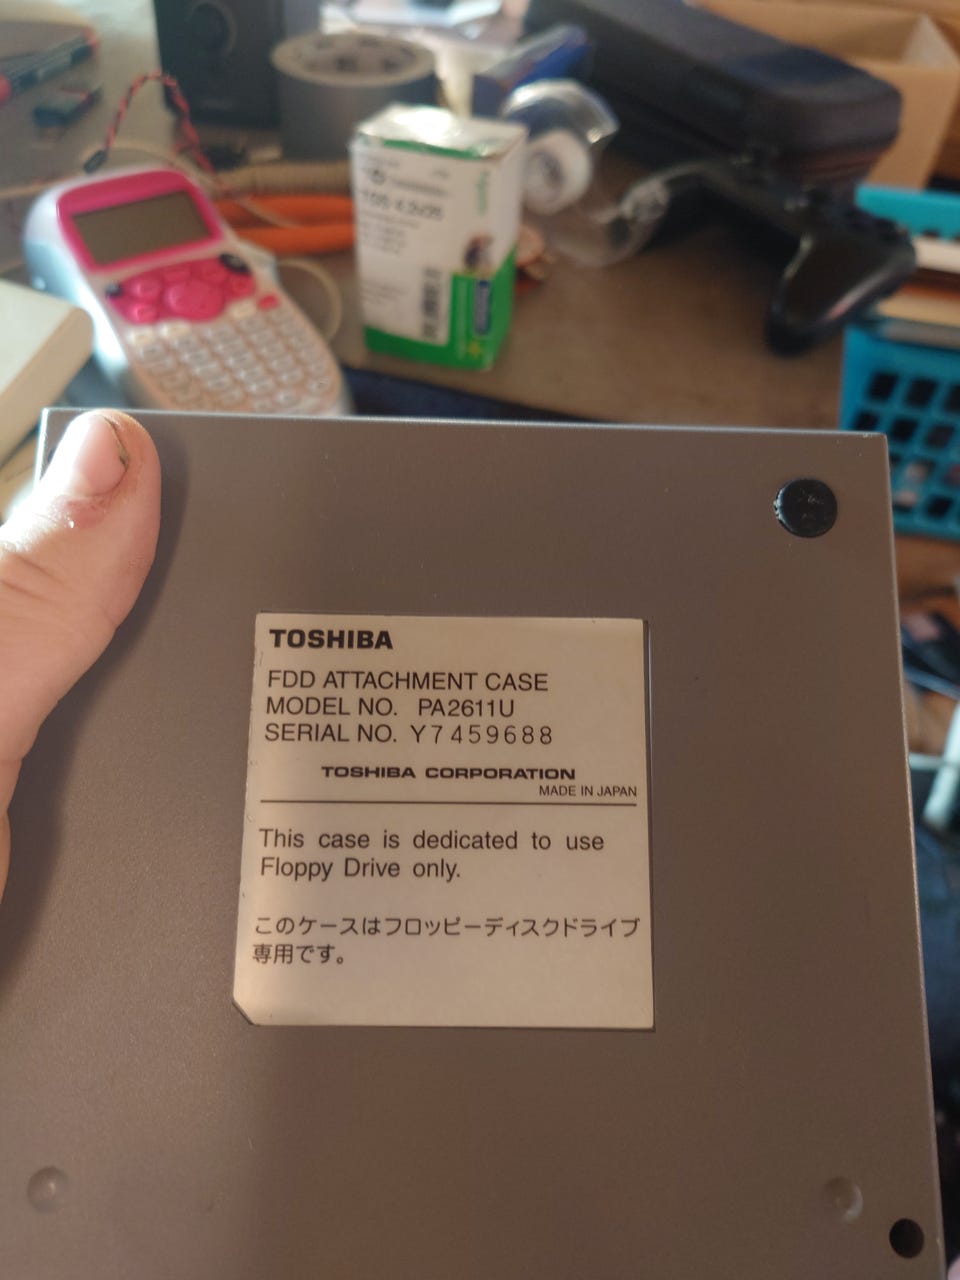 TOSHIBA
FDD ATTACHMENT CASE
MODEL NO. PA2611U
SERIAL NO. Y7459688
TOSHIBA CORPORATION
MADE IN JAPAN
This case is dedicated to use
Floppy Drive only.
このケースはフロッピーディスクドライブ
専用です。